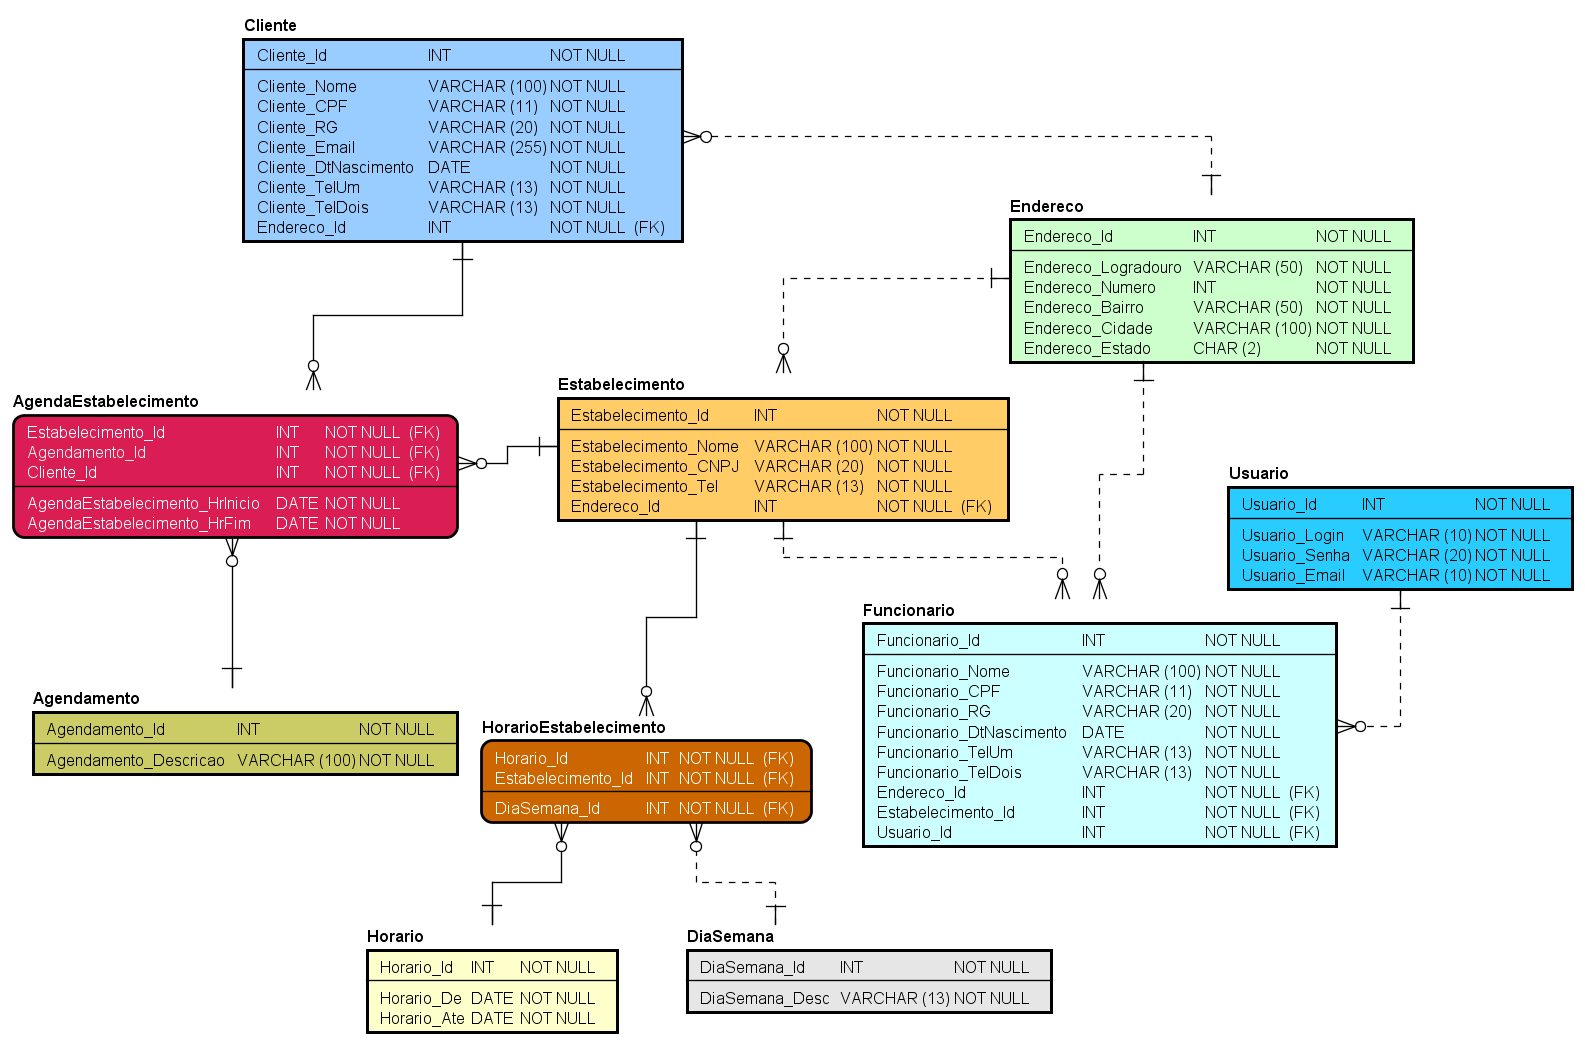 Cliente
Cliente_Id INT NOT NULL
Cliente_Nome VARCHAR (100) NOT NULL
Cliente_CPF VARCHAR (11) NOT NULL
Cliente_RG VARCHAR (20) NOT NULL
Cliente_Email VARCHAR (255) NOT NULL
Cliente_DtNascimento DATE NOT NULL
Cliente_TelUm VARCHAR (13) NOT NULL
Cliente_TelDois VARCHAR (13) NOT NULL
Endereco_Id INT NOT NULL (FK)
Endereco
Endereco_Id INT NOT NULL
Endereco_Logradouro VARCHAR (50) NOT NULL
Endereco_Numero INT NOT NULL
Endereco_Bairro VARCHAR (50) NOT NULL
Endereco_Cidade VARCHAR (100) NOT NULL
Endereco_Estado CHAR (2) NOT NULL
AgendaEstabelecimento
Estabelecimento_Id INT NOT NULL (FK)
Agendamento_Id INT NOT NULL (FK)
Cliente_Id INT NOT NULL (FK)
AgendaEstabelecimento_HrInicio DATE NOT NULL
AgendaEstabelecimento_HrFim DATE NOT NULL
Estabelecimento
Estabelecimento_Id INT NOT NULL
Estabelecimento_Nome VARCHAR (100) NOT NULL
Estabelecimento_CNPJ VARCHAR (20) NOT NULL
Estabelecimento_Tel VARCHAR (13) NOT NULL
Endereco_Id INT NOT NULL (FK)
Usuario
Usuario_Id INT NOT NULL
Usuario_Login VARCHAR (10) NOT NULL
Usuario_Senha VARCHAR (20) NOT NULL
Usuario_Email VARCHAR (10) NOT NULL
Funcionario
Funcionario_Id INT NOT NULL
Funcionario_Nome VARCHAR (100) NOT NULL
Funcionario_CPF VARCHAR (11) NOT NULL
Funcionario_RG VARCHAR (20) NOT NULL
Funcionario_DtNascimento DATE NOT NULL
Funcionario_TelUm VARCHAR (13) NOT NULL
Funcionario_TelDois VARCHAR (13) NOT NULL
Endereco_Id INT NOT NULL (FK)
Estabelecimento_Id INT NOT NULL (FK)
Usuario_Id INT NOT NULL (FK)
Agendamento
Agendamento_Id INT NOT NULL
Agendamento_Descricao VARCHAR (100) NOT NULL
HorarioEstabelecimento
Horario_Id INT NOT NULL (FK)
Estabelecimento_Id INT NOT NULL (FK)
DiaSemana_Id INT NOT NULL (FK)
Horario
Horario_Id INT NOT NULL
Horario_De DATE NOT NULL
Horario_Ate DATE NOT NULL
DiaSemana
DiaSemana_Id INT NOT NULL
DiaSemana_Desc VARCHAR (13) NOT NULL